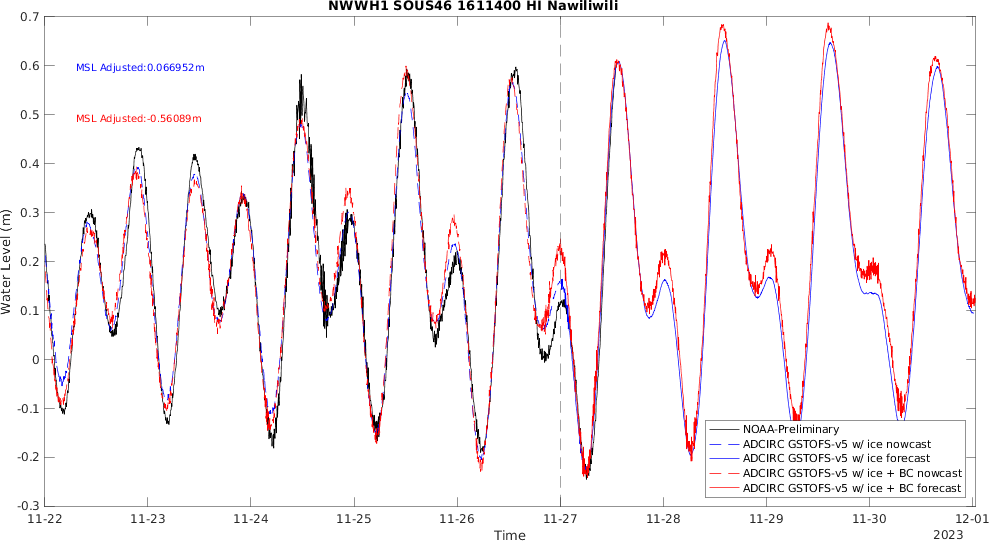 NWWH1 SOUS46 1611400 HI Nawiliwili
0.7
0.6
0.5
0.4
0.3
0.2
0.1
0
-0.1
-0.2
-0.3
Water Level (m)
MSL Adjusted:0.066952m
MSL Adjusted:-0.56089m
NOAA-Preliminary
ADCIRC GSTOFS-v5 w/ ice nowcast
ADCIRC GSTOFS-v5 w/ ice forecast
ADCIRC GSTOFS-v5 w/ ice + BC nowcast
ADCIRC GSTOFS-v5 w/ ice + BC forecast
11-22 11-23 11-24 11-25 11-26 11-27 11-28 11-29 11-30 12-01
Time
2023